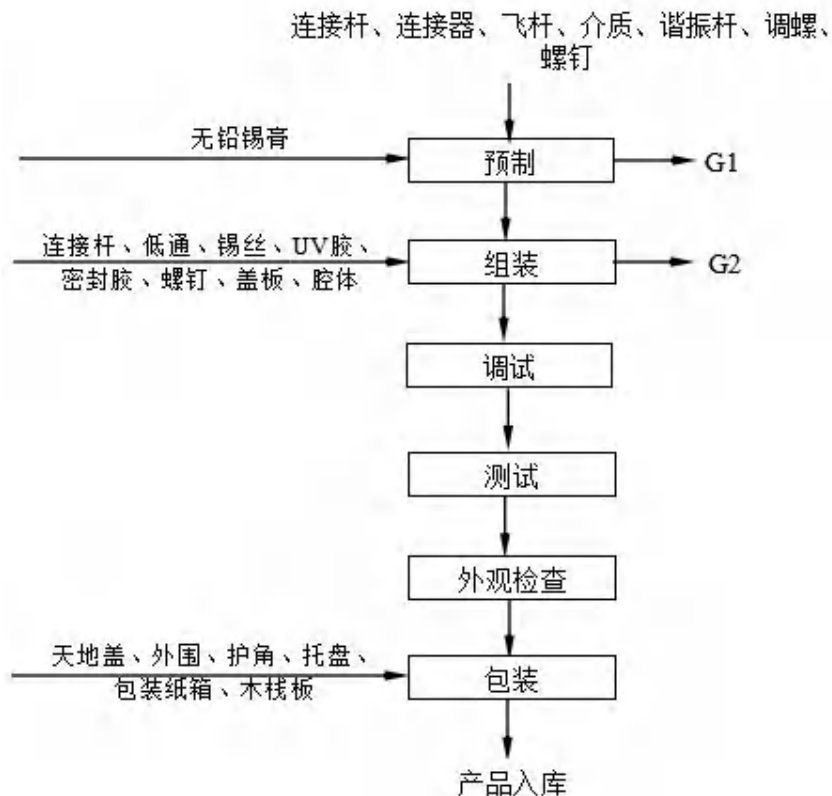 连接杆、连接器、飞杆、介质、谐振杆、调螺、
螺钉
无铅锡膏
预制
G1
连接杆、低通、锡丝、UV胶、
密封胶、螺钉、盖板、腔体
组装
G2
调试
测试
外观检查
天地盖、外围、护角、托盘、
包装纸箱、木栈板
包装
产品入库